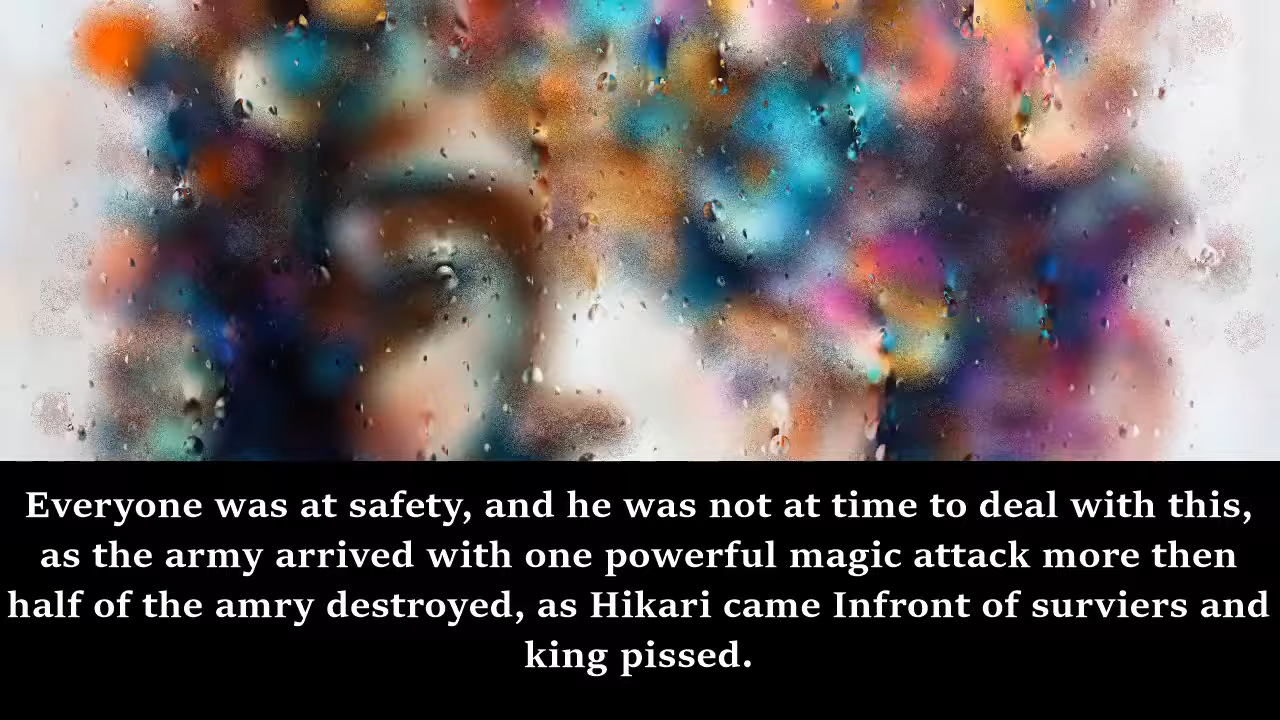 Everyone was at safety, and he was not at time to deal with this,
as the army arrived with one powerful magic attack more then
half of the amry destroyed, as Hikari came Infront of surviers and
king pissed.